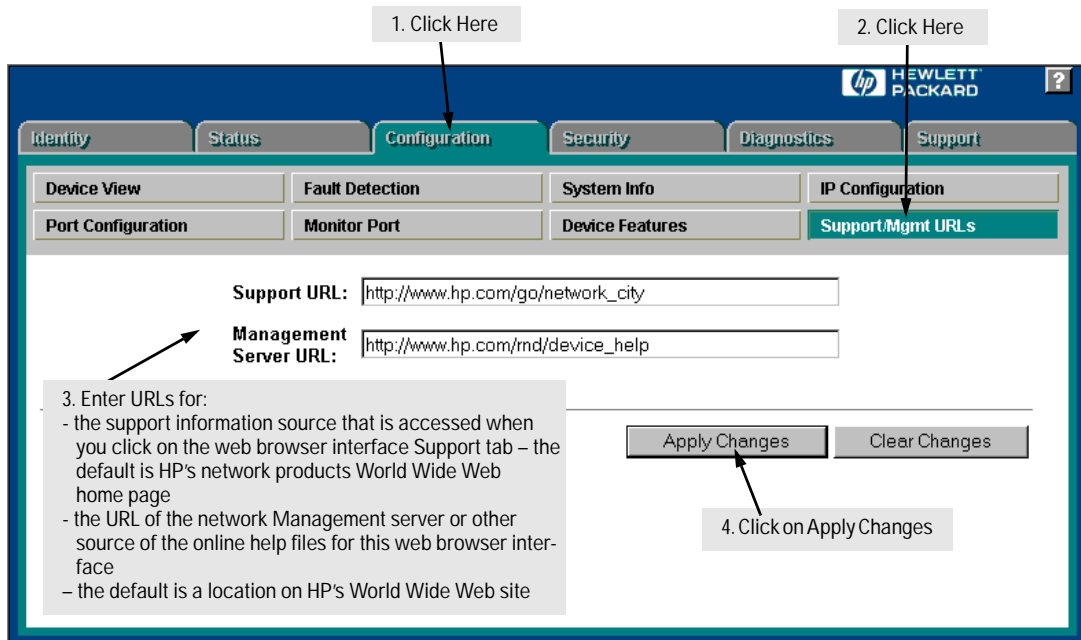 1. Click Here
2. Click Here
hp HEWLETT PACKARD
?
Identity Status Configuration Security Diagnostics Support
Device View Fault Detection System Info IP Configuration
Port Configuration Monitor Port Device Features Support/Mgmt URLs
Support URL: http://www.hp.com/go/network_city
Management
Server URL: http://www.hp.com/rnd/device_help
3. Enter URLs for:
- the support information source that is accessed when
you click on the web browser interface Support tab – the
default is HP's network products World Wide Web
home page
- the URL of the network Management server or other
source of the online help files for this web browser inter-
face
– the default is a location on HP's World Wide Web site
Apply Changes Clear Changes
4. Click on Apply Changes